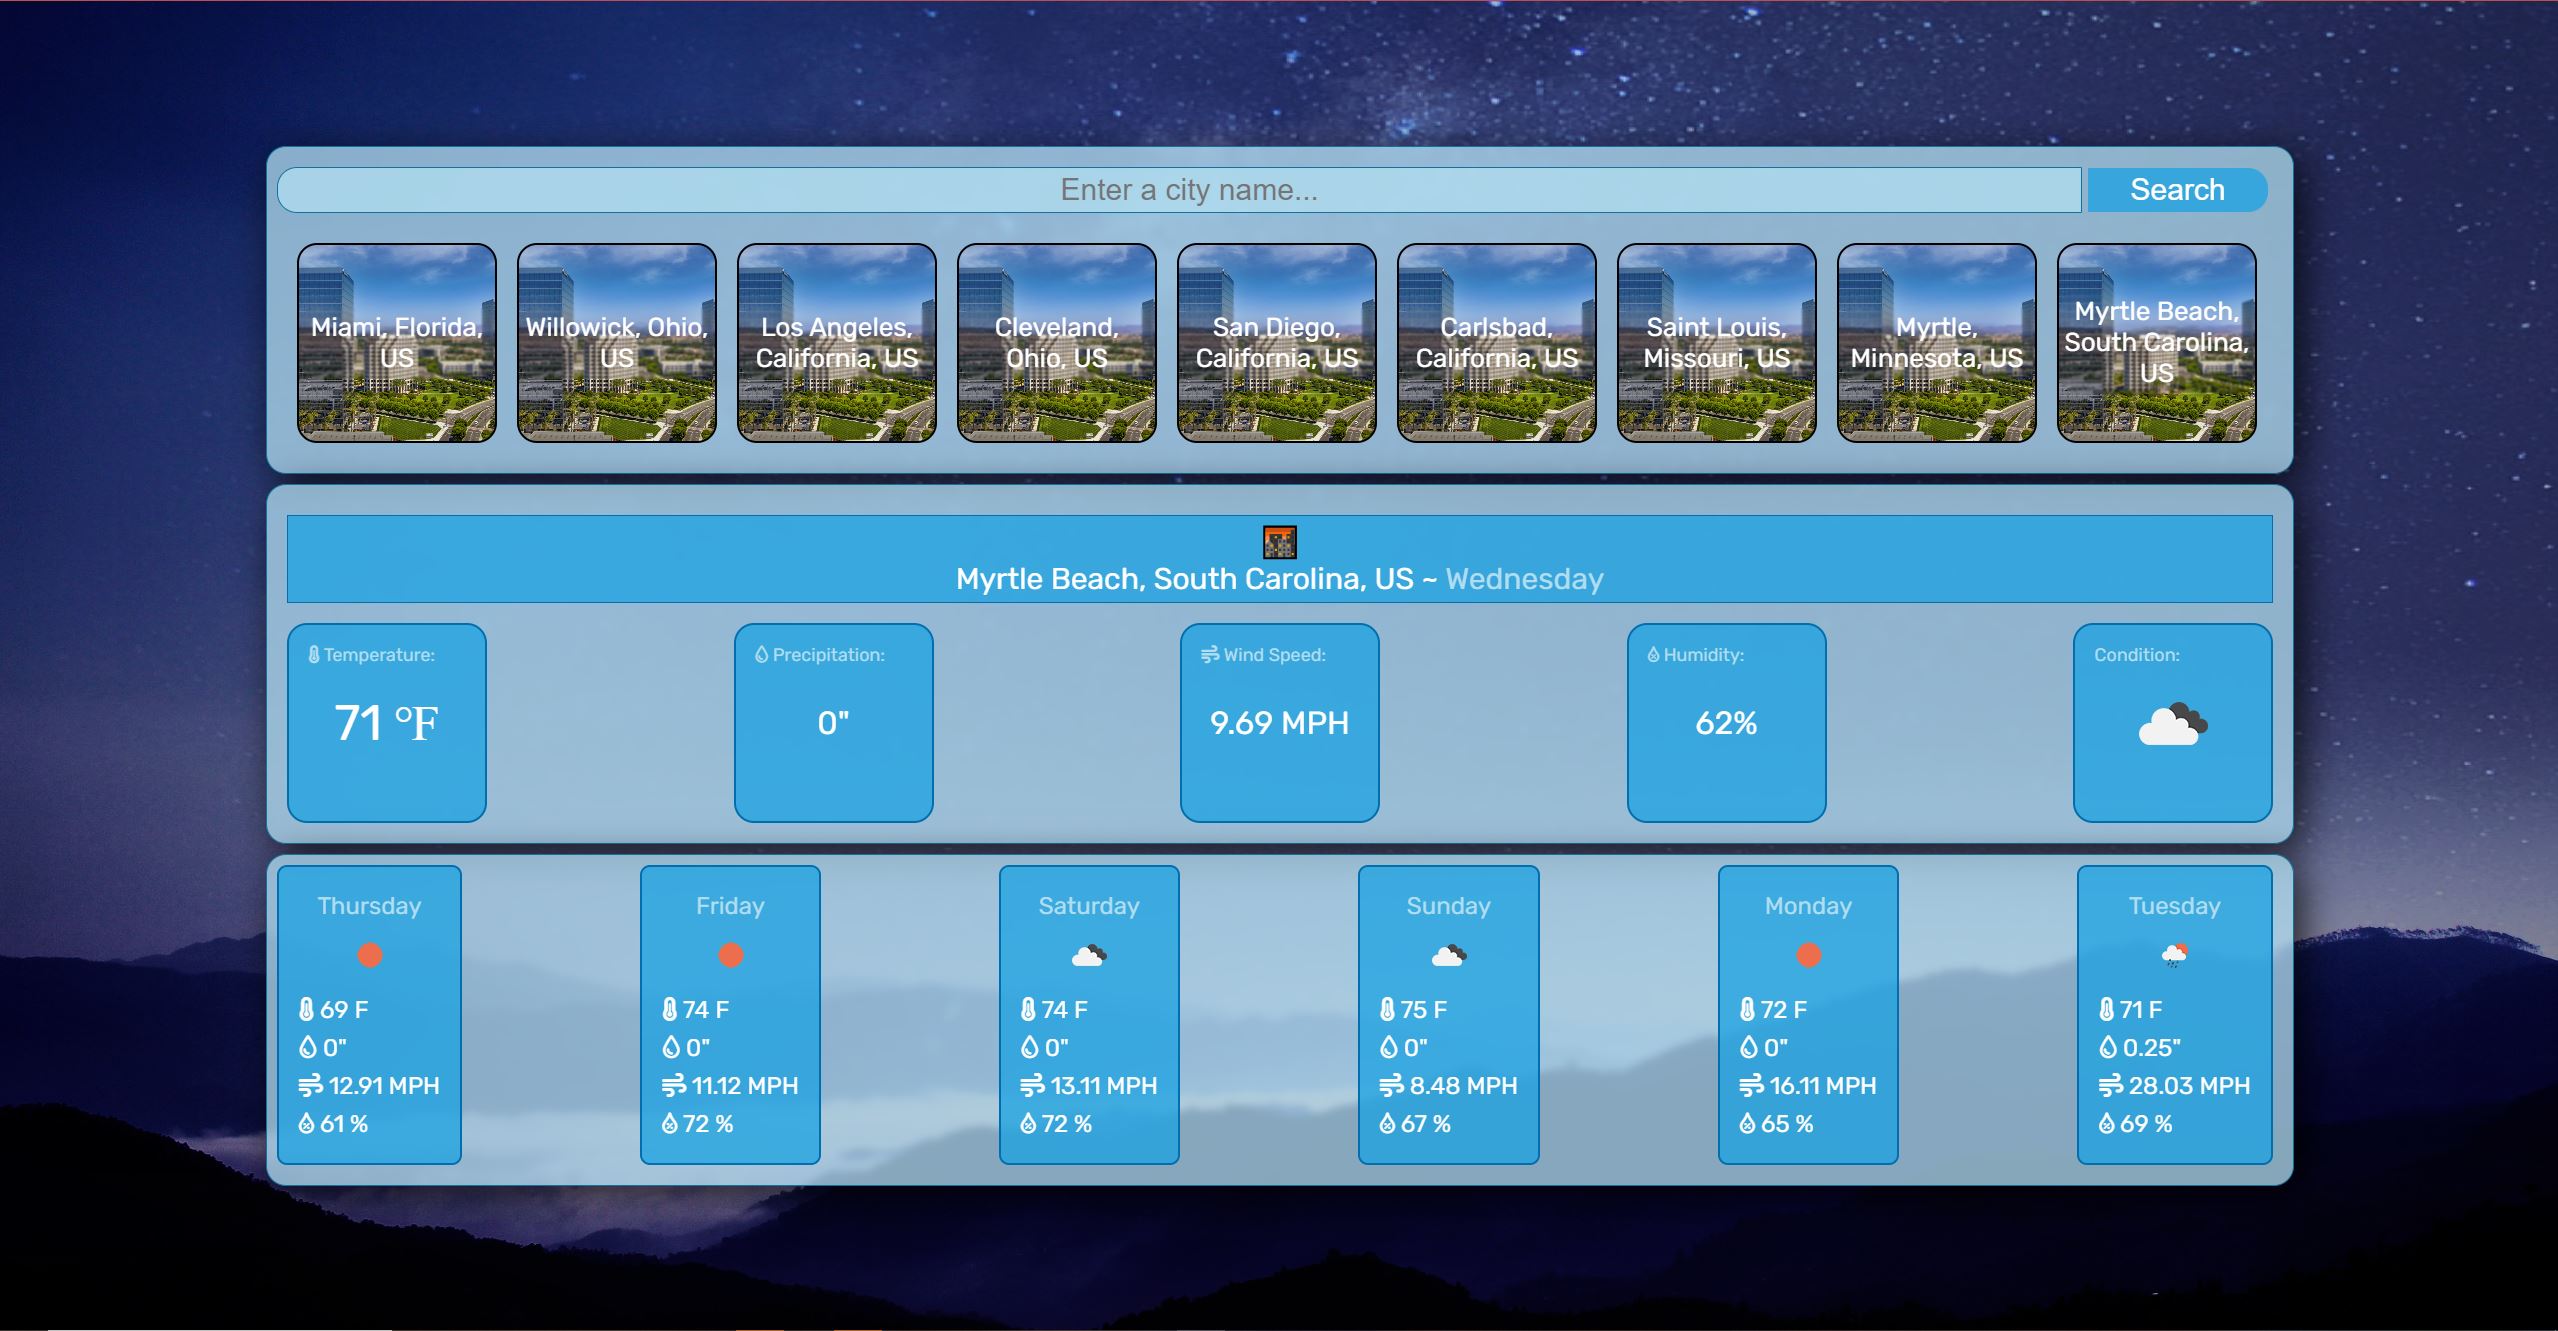 Enter a city name...
Search
Miami, Florida,
US
Willowick, Ohio,
US
Los Angeles,
California, US
Cleveland,
Ohio, US
San Diego,
California, US
Carlsbad,
California, US
Saint Louis,
Missouri, US
Myrtle,
Minnesota, US
Myrtle Beach,
South Carolina,
US
Myrtle Beach, South Carolina, US ~ Wednesday
Temperature:
71 °F
Precipitation:
0"
Wind Speed:
9.69 MPH
Humidity:
62%
Condition:
Thursday
69 F
0"
12.91 MPH
61 %
Friday
74 F
0"
11.12 MPH
72 %
Saturday
74 F
0"
13.11 MPH
72 %
Sunday
75 F
0"
8.48 MPH
67 %
Monday
72 F
0"
16.11 MPH
65 %
Tuesday
71 F
0.25"
28.03 MPH
69 %